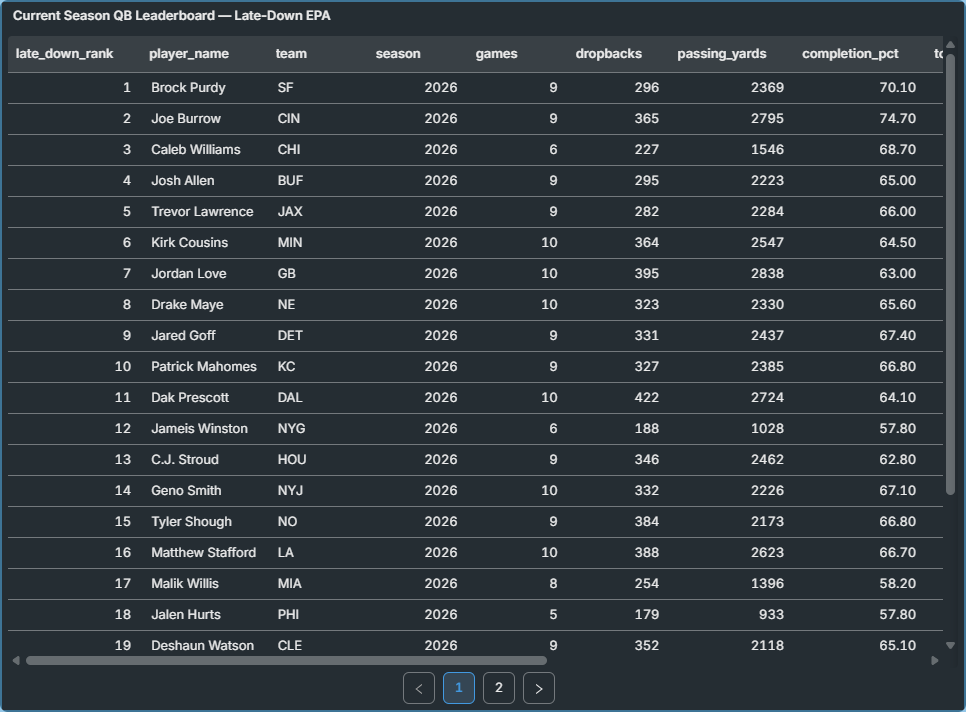 Current Season QB Leaderboard — Late-Down EPA
late_down_rank player_name team season games dropbacks passing_yards completion_pct
1 Brock Purdy SF 2026 9 296 2369 70.10
2 Joe Burrow CIN 2026 9 365 2795 74.70
3 Caleb Williams CHI 2026 6 227 1546 68.70
4 Josh Allen BUF 2026 9 295 2223 65.00
5 Trevor Lawrence JAX 2026 9 282 2284 66.00
6 Kirk Cousins MIN 2026 10 364 2547 64.50
7 Jordan Love GB 2026 10 395 2838 63.00
8 Drake Maye NE 2026 10 323 2330 65.60
9 Jared Goff DET 2026 9 331 2437 67.40
10 Patrick Mahomes KC 2026 9 327 2385 66.80
11 Dak Prescott DAL 2026 10 422 2724 64.10
12 Jameis Winston NYG 2026 6 188 1028 57.80
13 C.J. Stroud HOU 2026 9 346 2462 62.80
14 Geno Smith NYJ 2026 10 332 2226 67.10
15 Tyler Shough NO 2026 9 384 2173 66.80
16 Matthew Stafford LA 2026 10 388 2623 66.70
17 Malik Willis MIA 2026 8 254 1396 58.20
18 Jalen Hurts PHI 2026 5 179 933 57.80
19 Deshaun Watson CLE 2026 9 352 2118 65.10
< 1 2 >